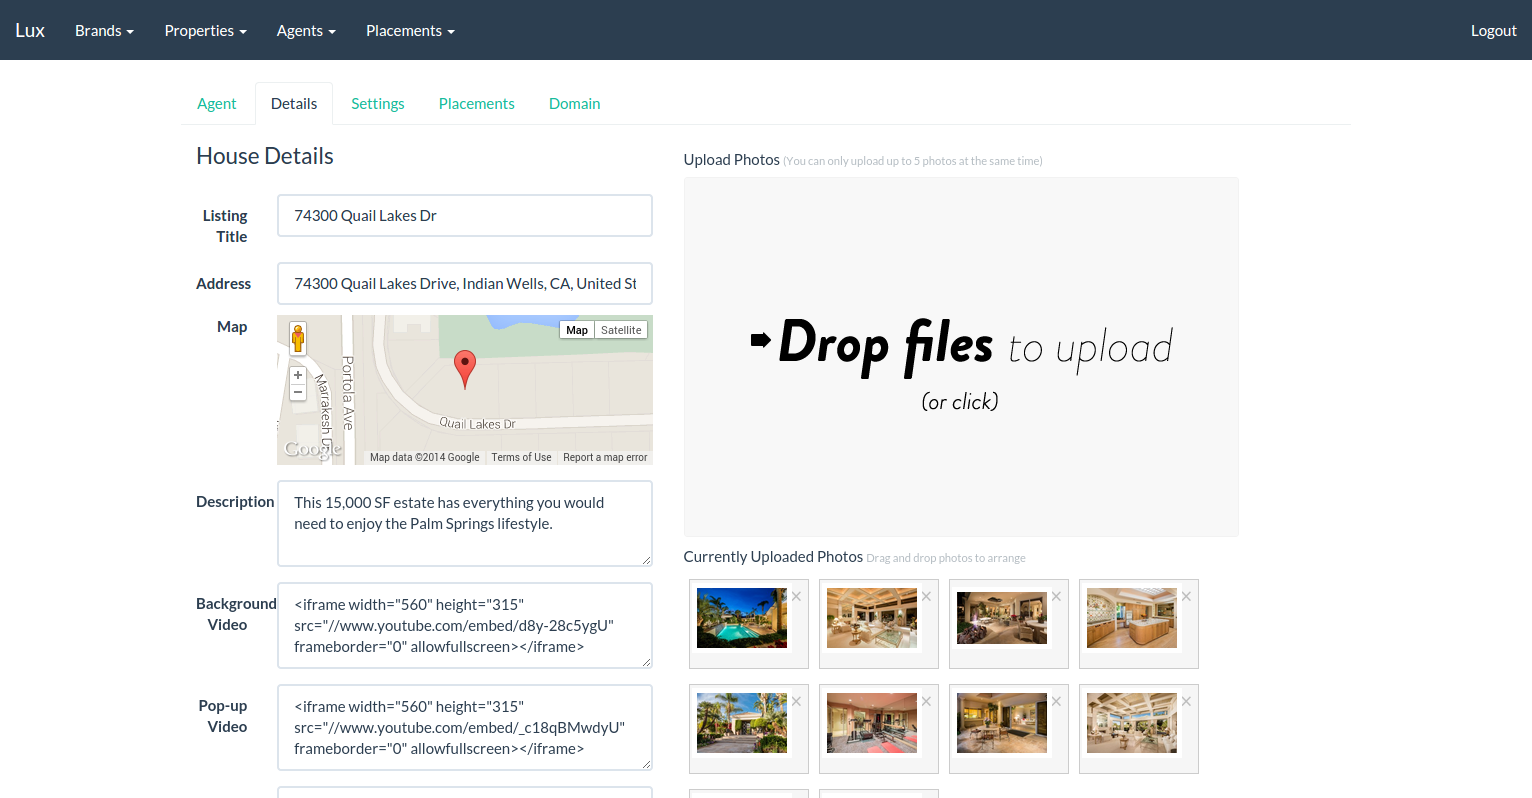 Lux Brands Properties Agents Placements Logout
Agent Details Settings Placements Domain
House Details
Listing Title
74300 Quail Lakes Dr
Address
74300 Quail Lakes Drive, Indian Wells, CA, United St
Map
Map Satellite
Portola Ave
Marrakesh Dr
Quail Lakes Dr
Google
Map data ©2014 Google Terms of Use Report a map error
Description
This 15,000 SF estate has everything you would
need to enjoy the Palm Springs lifestyle.
Background
Video
<iframe width="560" height="315"
src="//www.youtube.com/embed/d8y-28c5ygU"
frameborder="0" allowfullscreen></iframe>
Pop-up
Video
<iframe width="560" height="315"
src="//www.youtube.com/embed/_c18qBMwdyU"
frameborder="0" allowfullscreen></iframe>
Upload Photos (You can only upload up to 5 photos at the same time)
Drop files to upload
(or click)
Currently Uploaded Photos Drag and drop photos to arrange